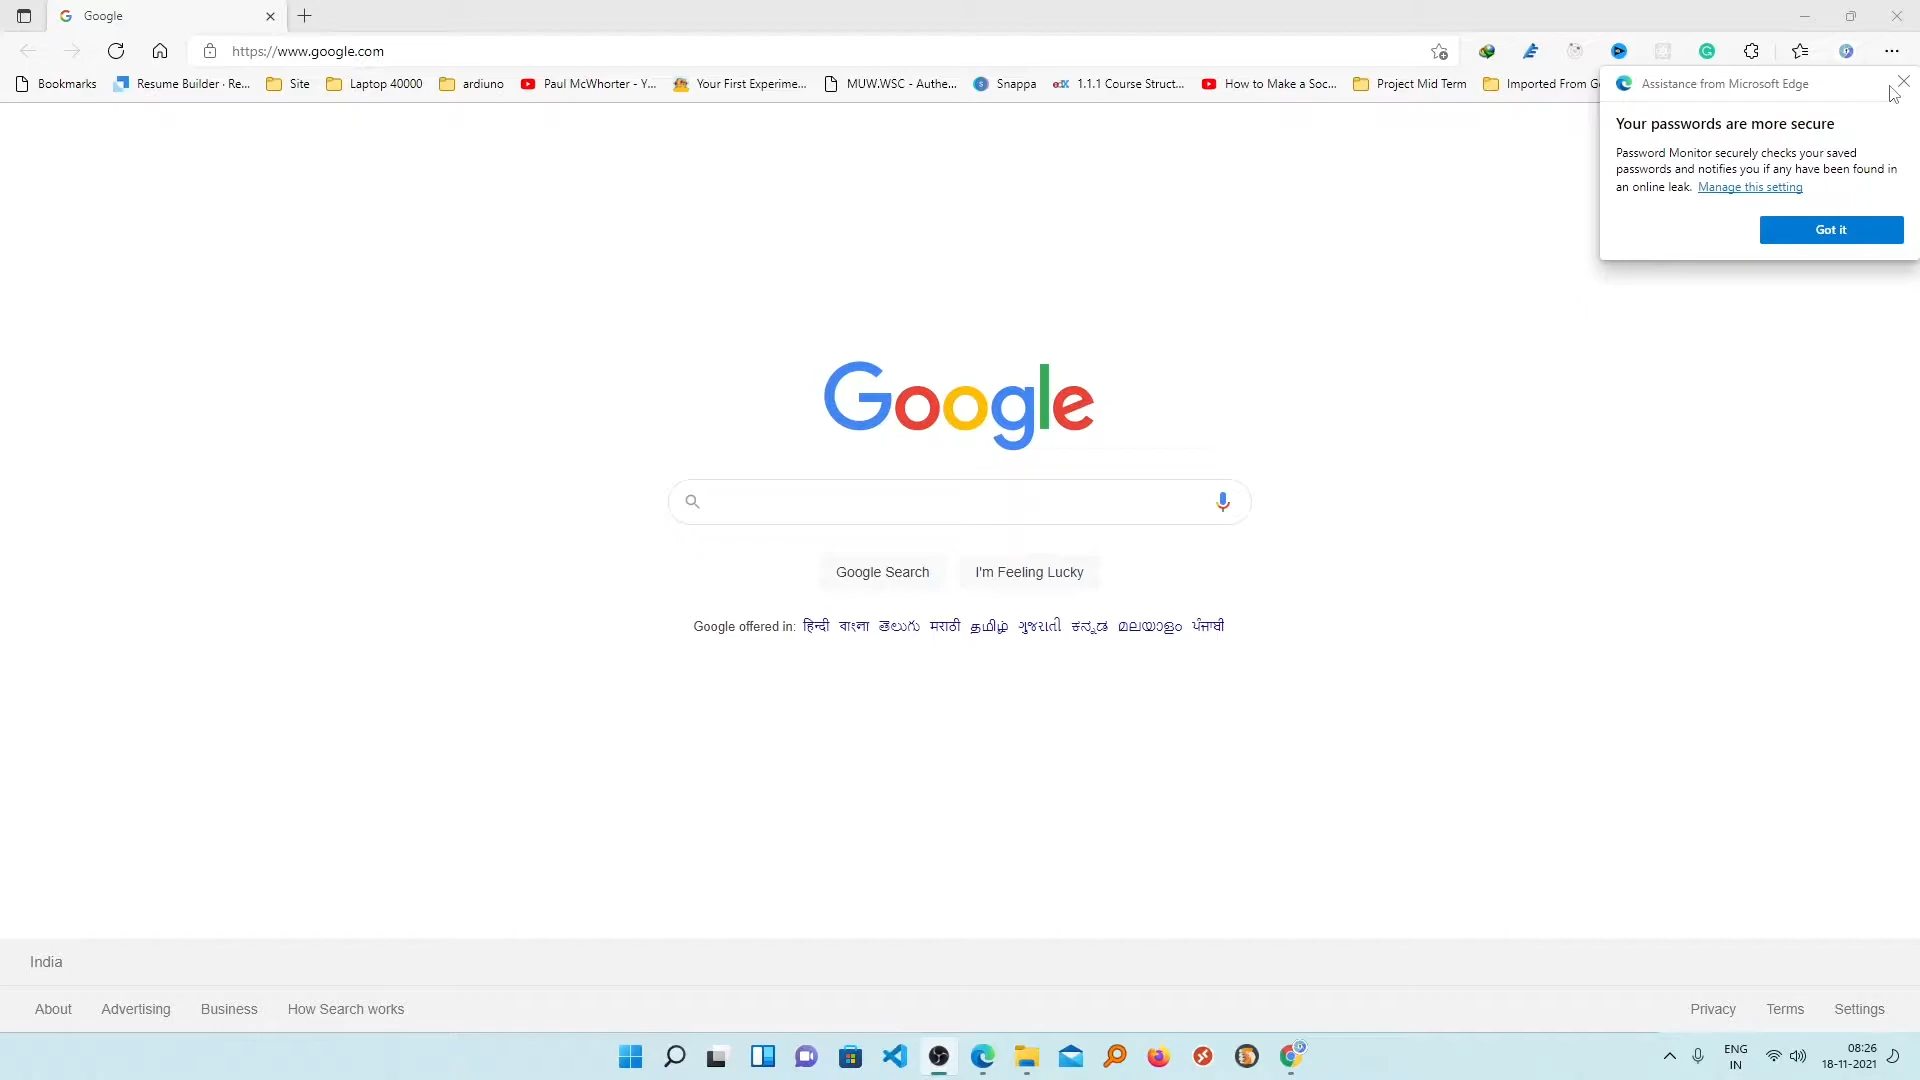 Google
https://www.google.com
Bookmarks
Resume Builder · Re...
Site
Laptop 40000
ardiuno
Paul McWhorter - Y...
Your First Experime...
MUW.WSC - Authe...
Snappa
1.1.1 Course Struct...
How to Make a Soc...
Project Mid Term
Imported From G
Assistance from Microsoft Edge
Your passwords are more secure
Password Monitor securely checks your saved
passwords and notifies you if any have been found in
an online leak. Manage this setting
Got it
Google
Google Search
I'm Feeling Lucky
Google offered in: हिन्दी বাংলা తెలుగు मराठी தமிழ் ગુજરાતી ಕನ್ನಡ മലയാളം ਪੰਜਾਬੀ
India
About
Advertising
Business
How Search works
Privacy
Terms
Settings
ENG
IN
08:26
18-11-2021